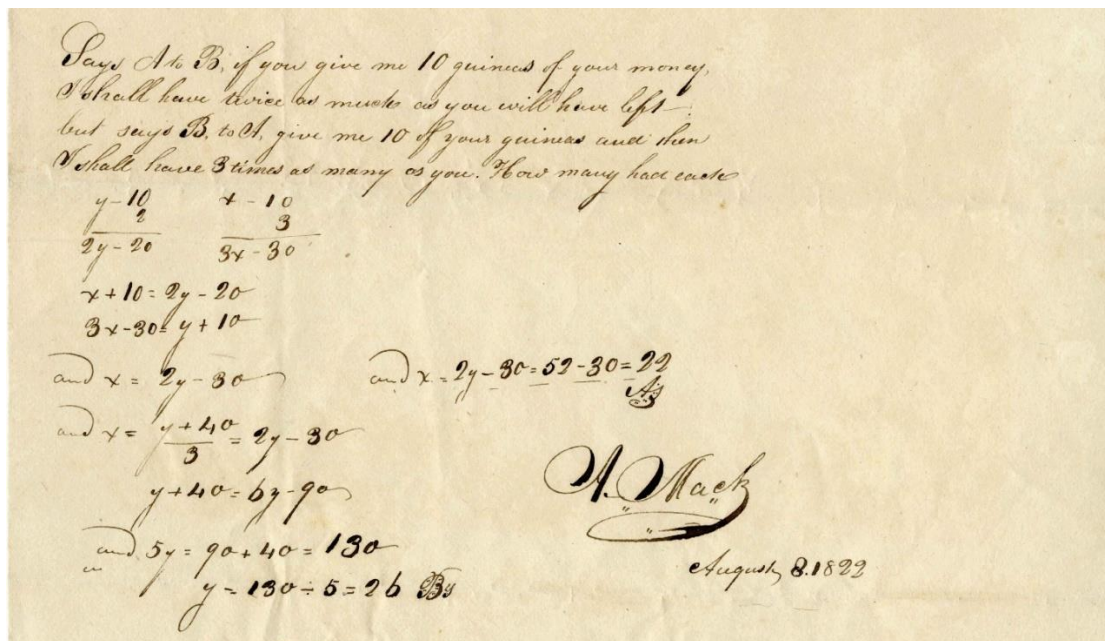 Says A to B, if you give me 10 guineas of your money,
I shall have twice as much as you will have left
but says B, to A, give me 10 of your guineas and then
I shall have 3 times as many as you. How many had each
y - 10 x - 10
2 3
2y - 20 3x - 30
x + 10 = 2y - 20
3x - 30 = y + 10
and x = 2y - 30 and x = 2y - 30 = 52 - 30 = 22
A's
and x = y + 40 / 3 = 2y - 30
y + 40 = 6y - 90
and 5y = 90 + 40 = 130
y = 130 ÷ 5 = 26 Bs
A. Mack
August 8. 1822